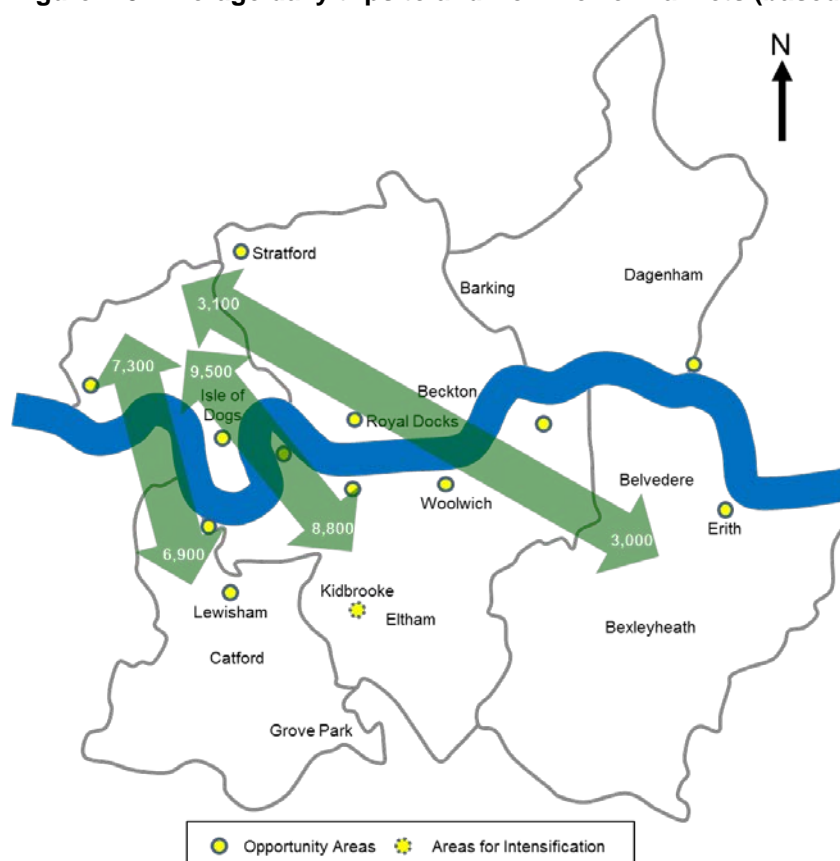 N
Stratford
Dagenham
Barking
3,100
7,300
9,500
Isle of
Dogs
Beckton
Royal Docks
Belvedere
Woolwich
Erith
8,800
3,000
6,900
Kidbrooke
Lewisham
Eltham
Bexleyheath
Catford
Grove Park
Opportunity Areas
Areas for Intensification